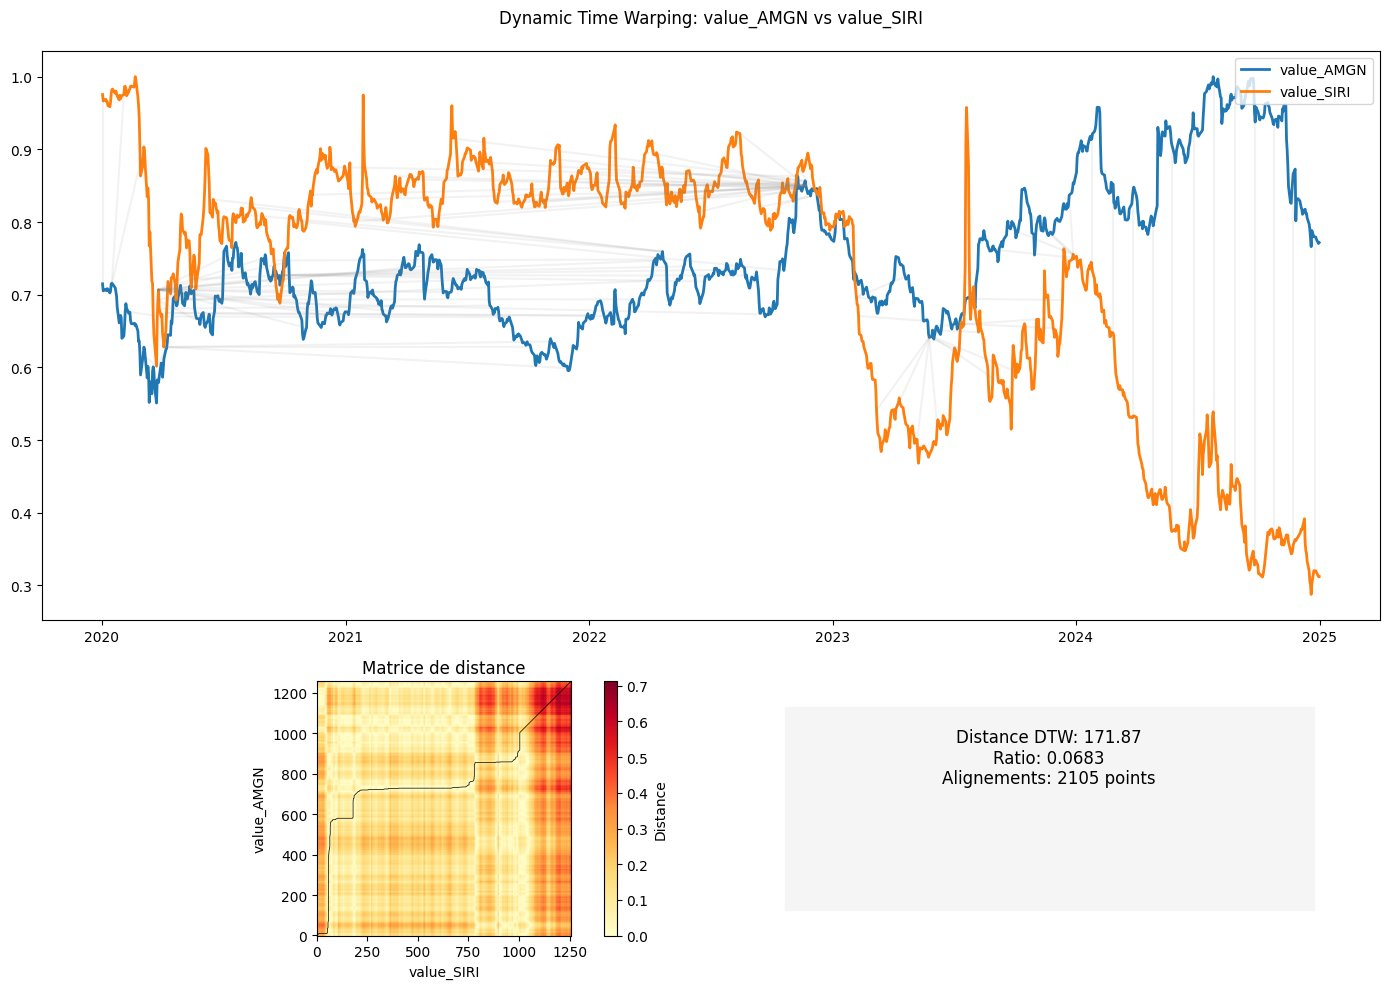 Dynamic Time Warping: value_AMGN vs value_SIRI
value_AMGN
value_SIRI
1.0
0.9
0.8
0.7
0.6
0.5
0.4
0.3
2020 2021 2022 2023 2024 2025
Matrice de distance
1200
1000
800
600
400
200
0
value_AMGN
0 250 500 750 1000 1250
value_SIRI
0.7
0.6
0.5
0.4
0.3
0.2
0.1
0.0
Distance
Distance DTW: 171.87
Ratio: 0.0683
Alignements: 2105 points